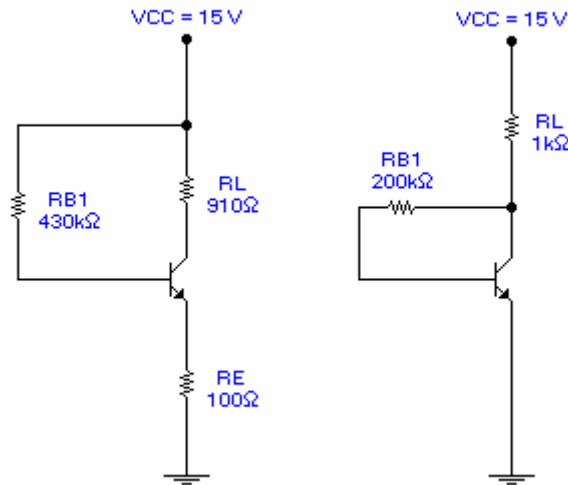 VCC = 15 V
RB1
430kΩ
RL
910Ω
RE
100Ω
VCC = 15 V
RL
1kΩ
RB1
200kΩ